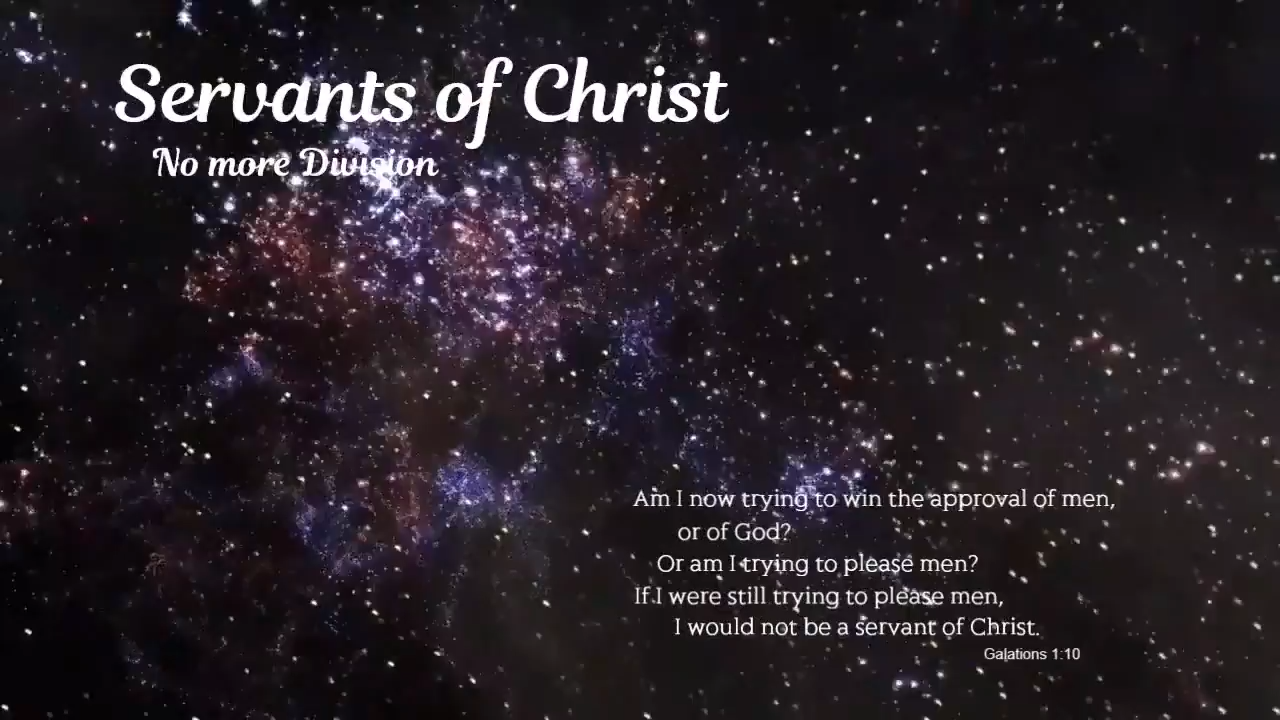 Servants of Christ
No more Division
Am I now trying to win the approval of men,
or of God?
Or am I trying to please men?
If I were still trying to please men,
I would not be a servant of Christ.
Galations 1:10